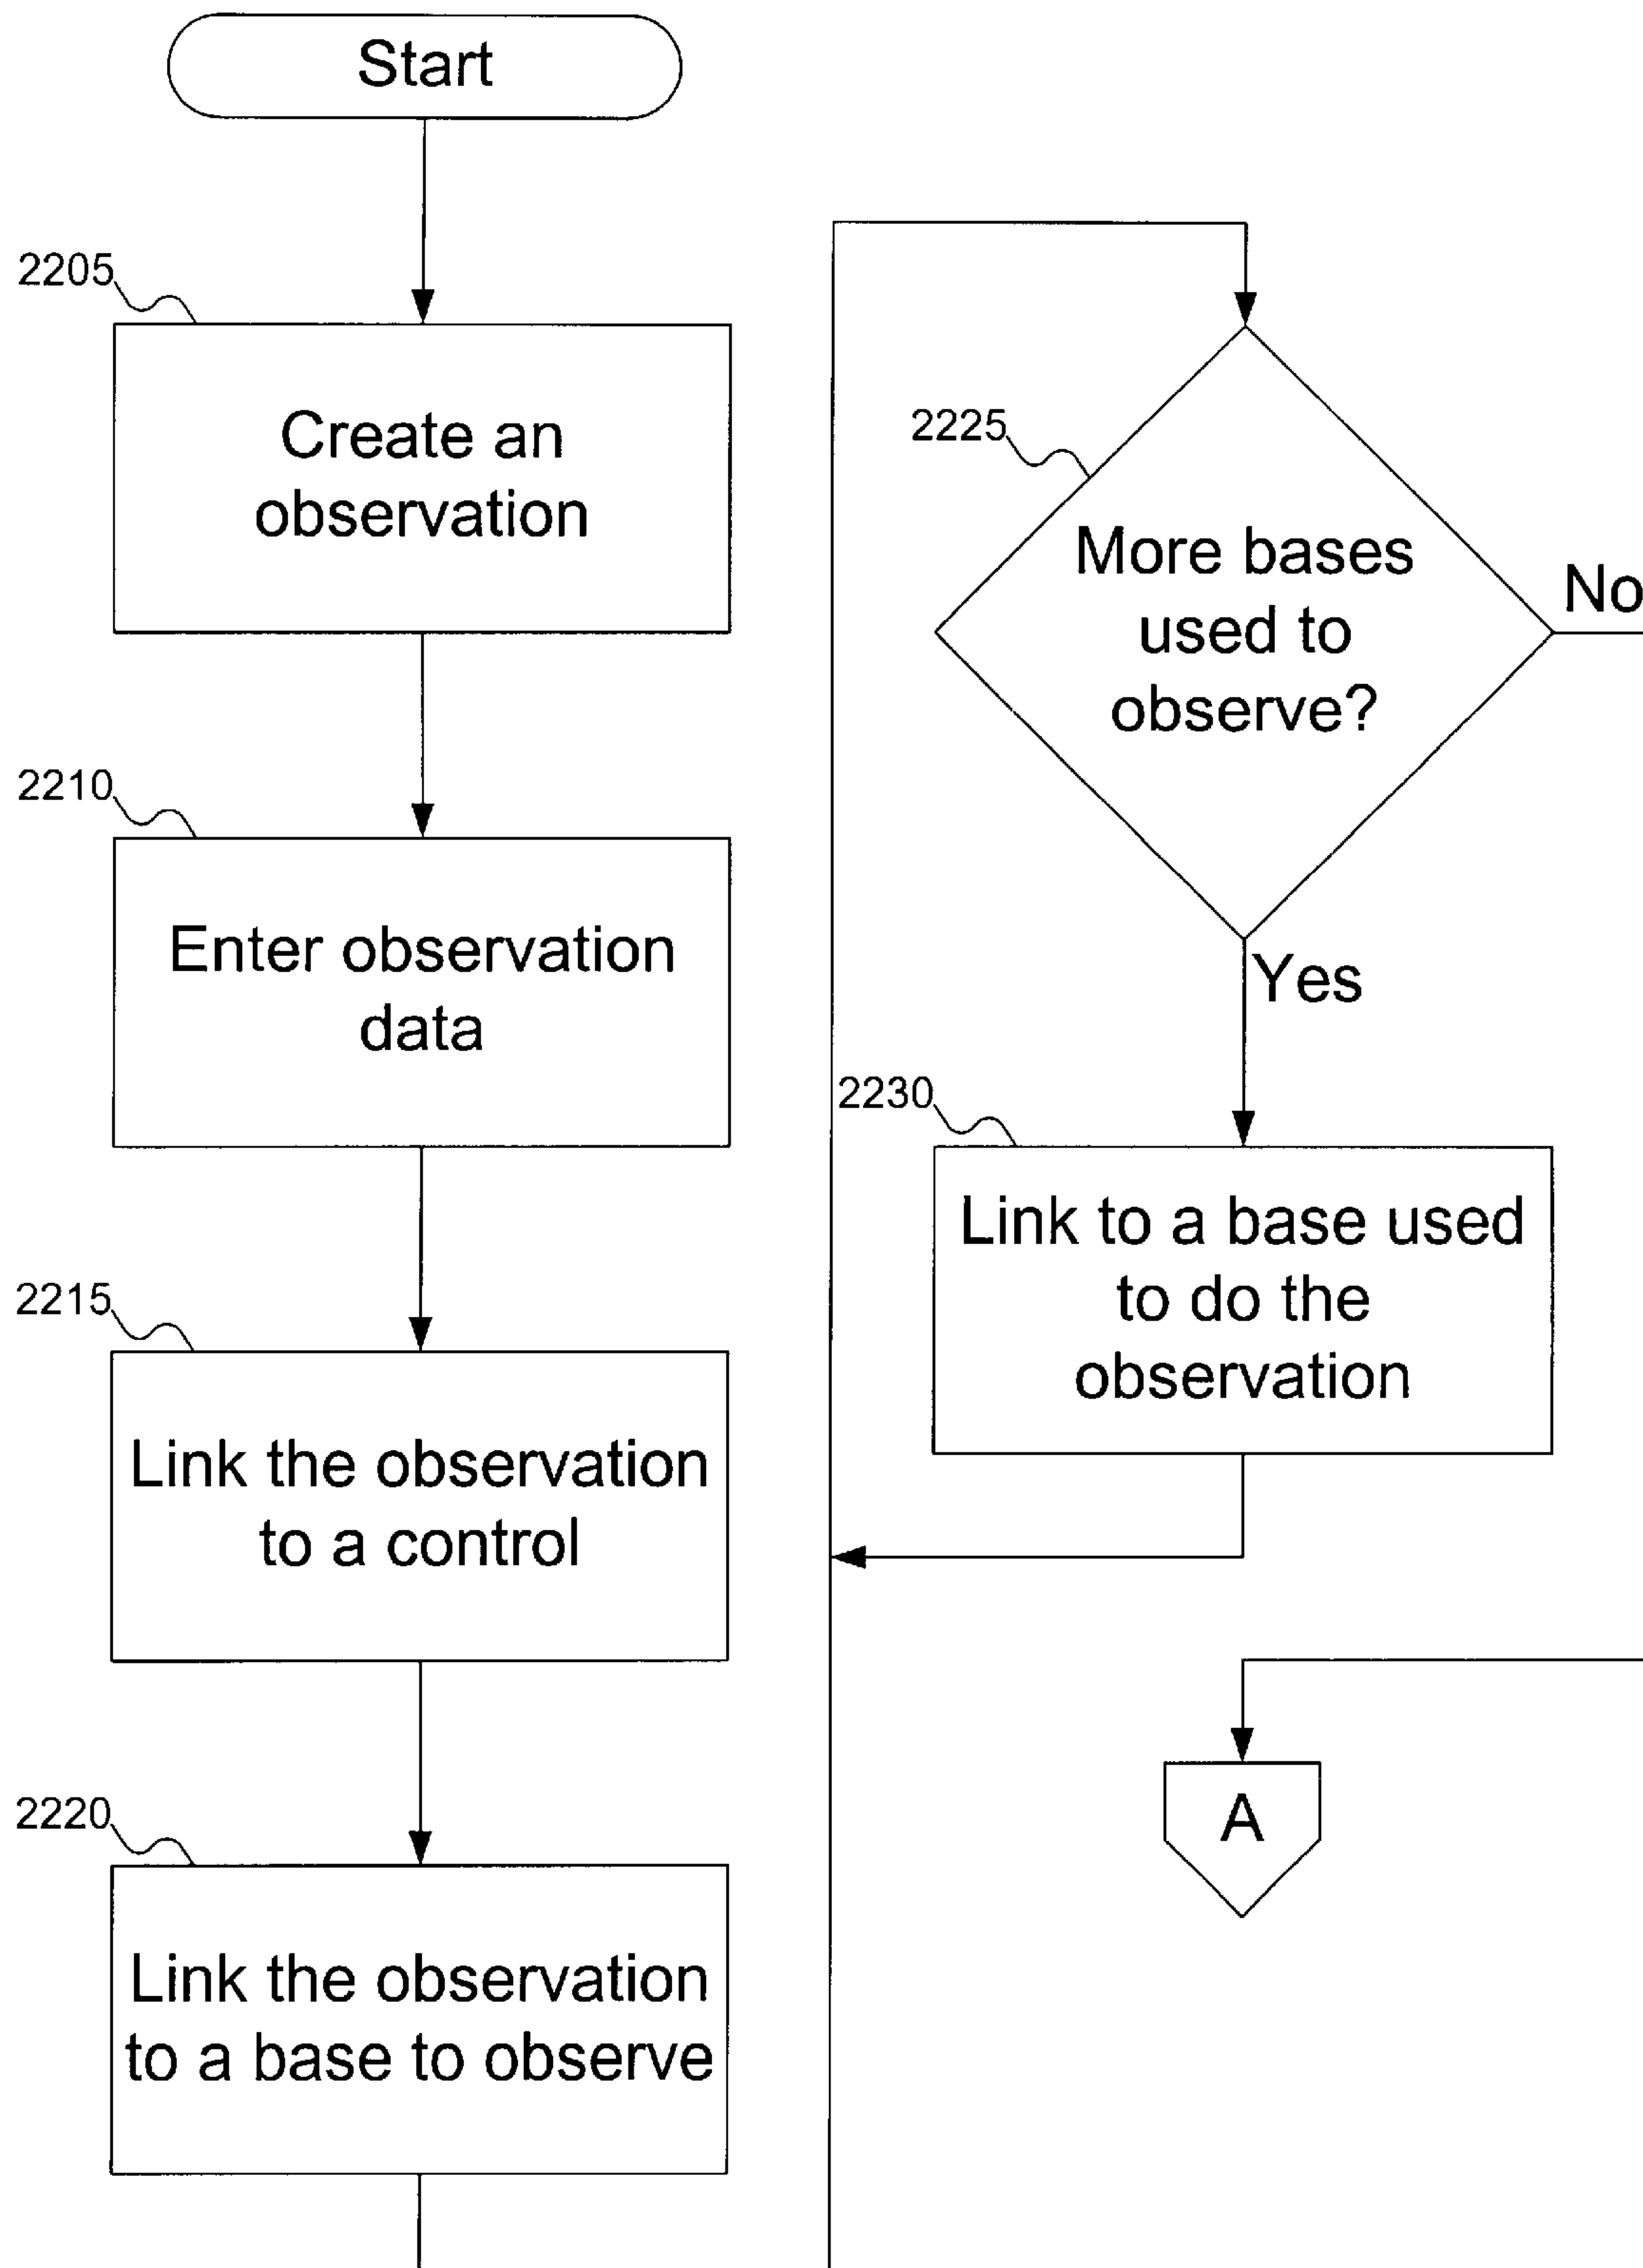 Start
2205
Create an
observation
2210
Enter observation
data
2215
Link the observation
to a control
2220
Link the observation
to a base to observe
2225
More bases
used to
observe?
No
Yes
2230
Link to a base used
to do the
observation
A